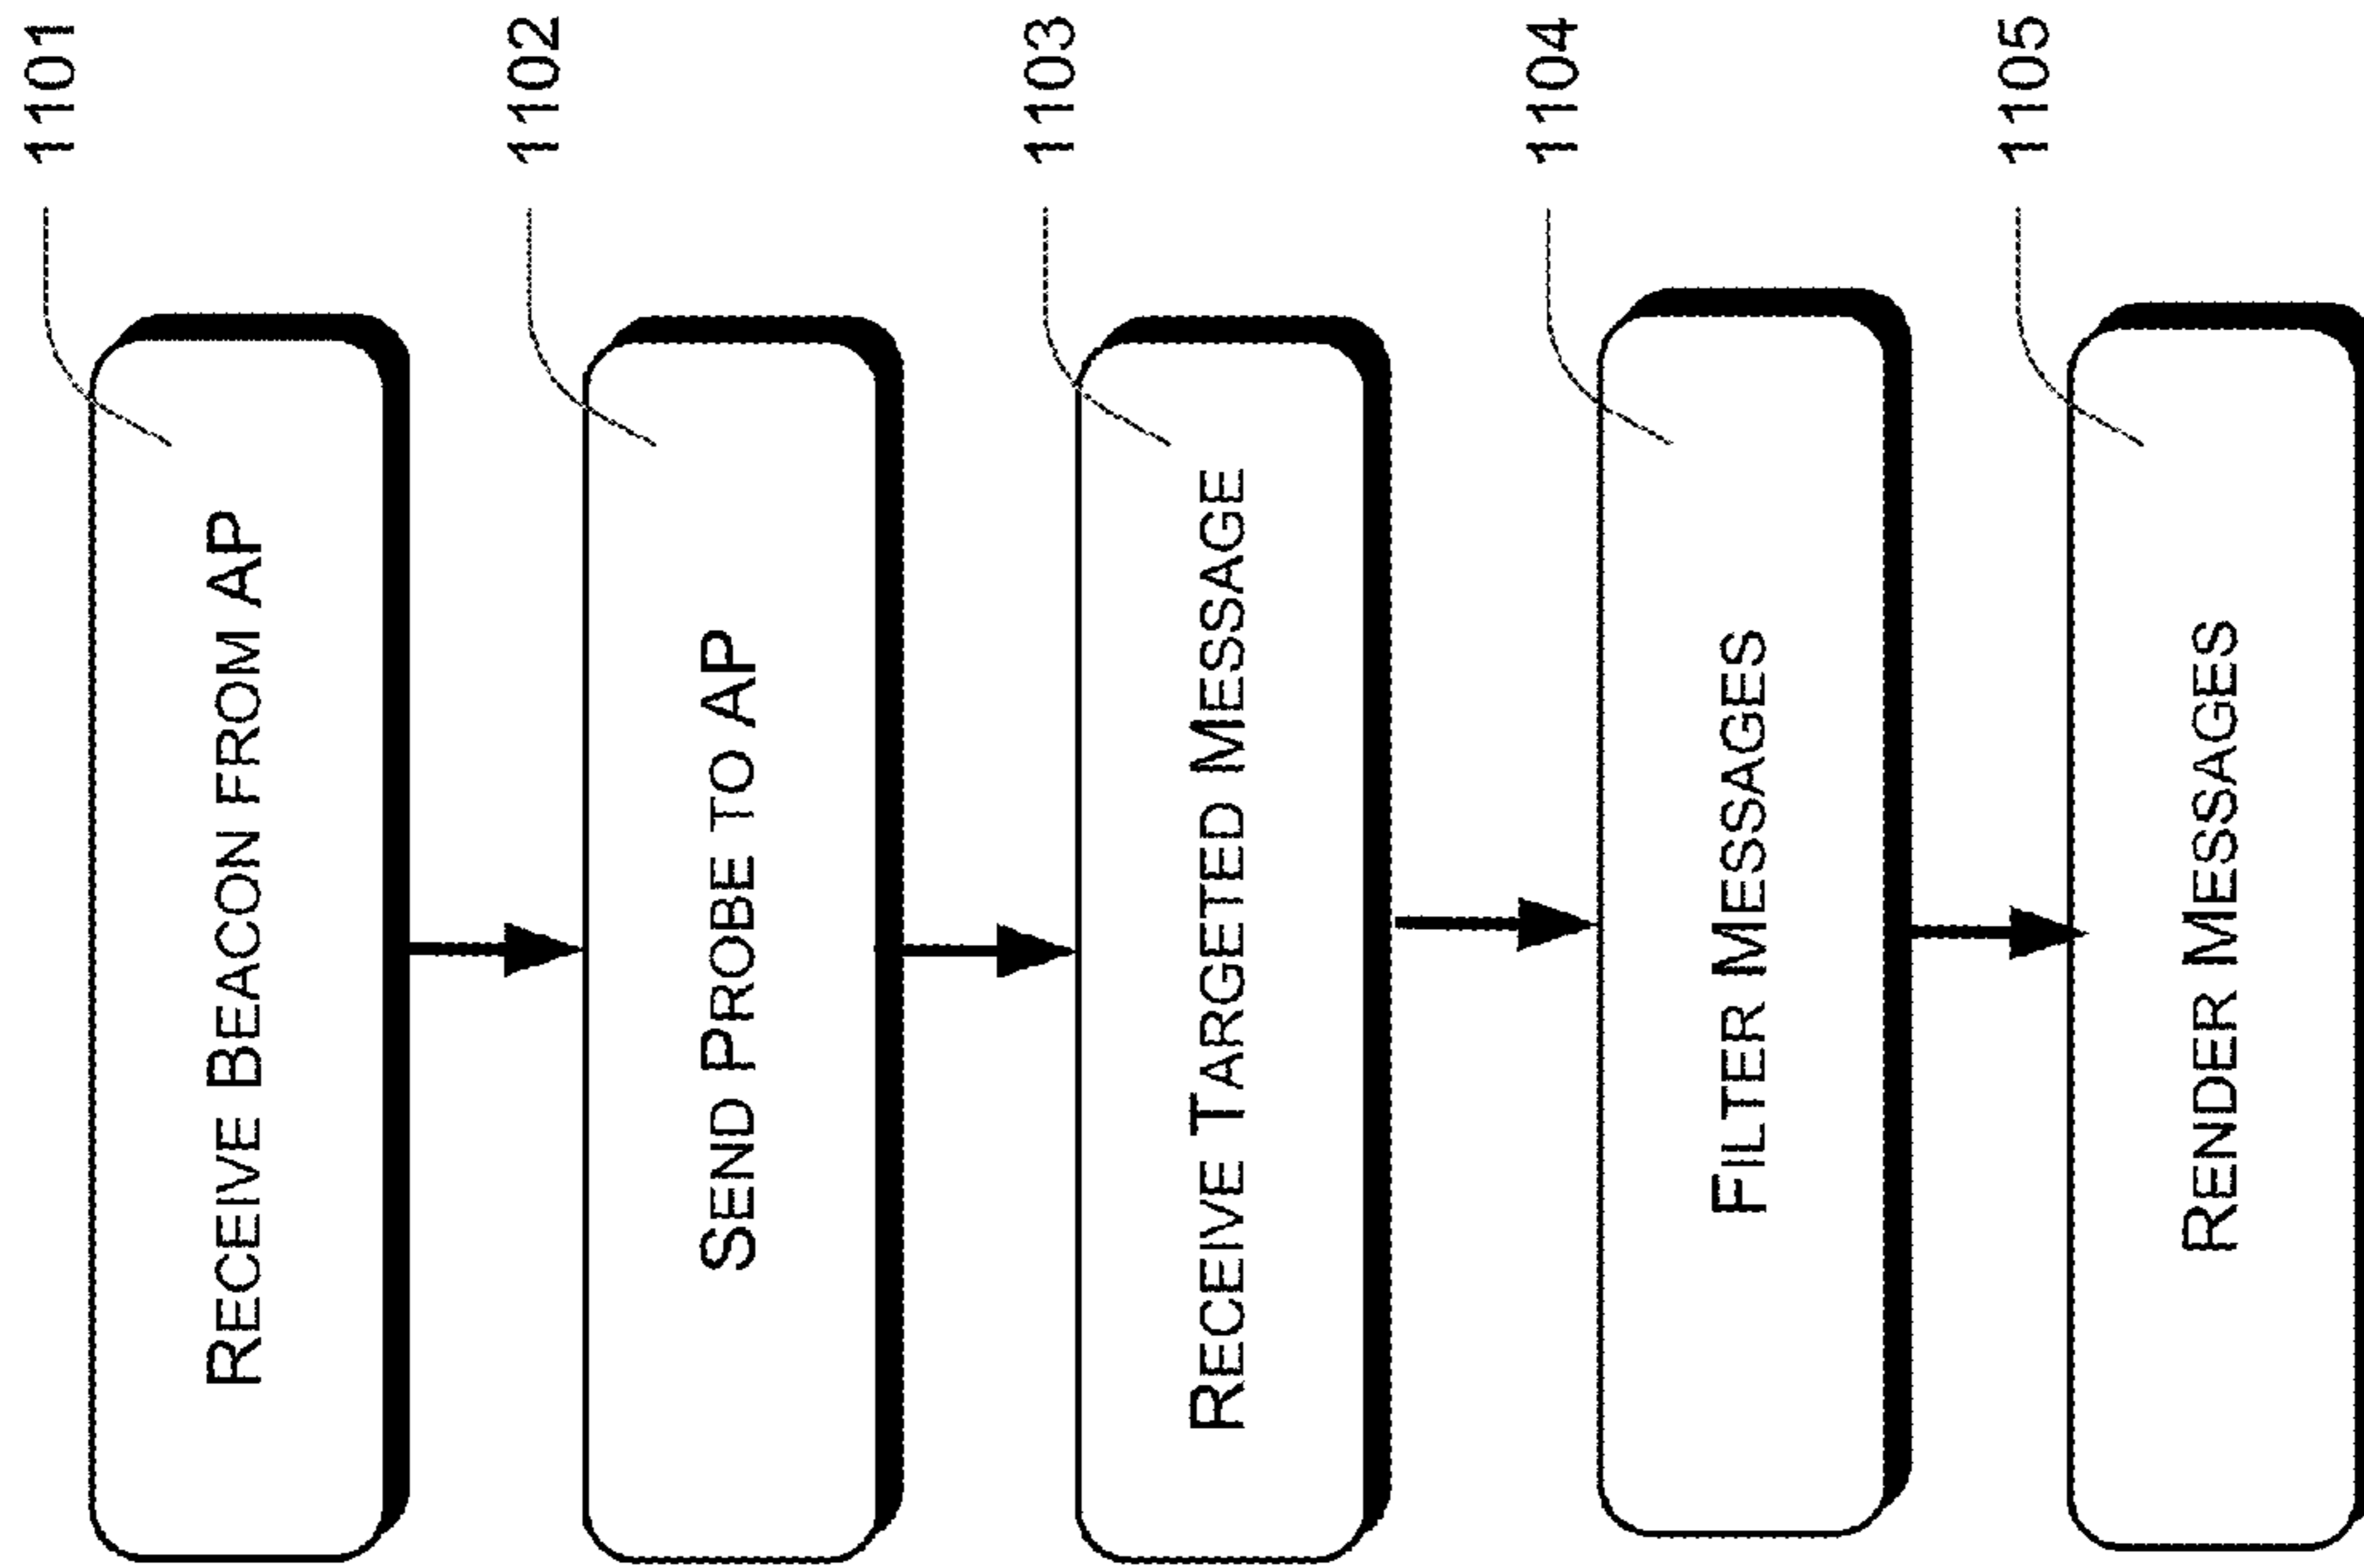 RECEIVE BEACON FROM AP
1101
SEND PROBE TO AP
1102
RECEIVE TARGETED MESSAGE
1103
FILTER MESSAGES
1104
RENDER MESSAGES
1105